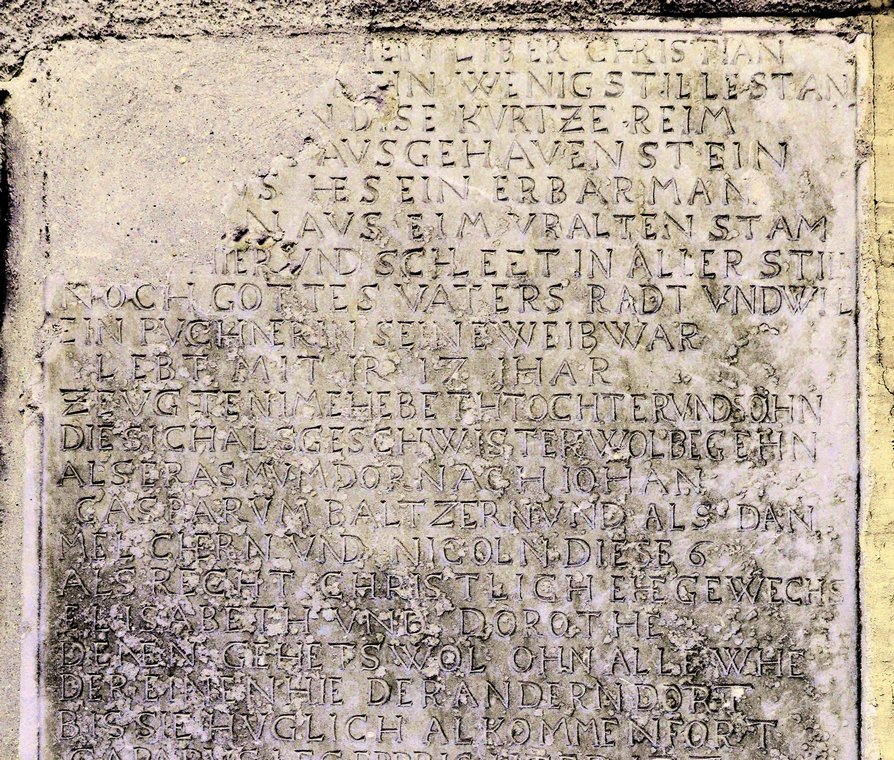 LIBER CHRISTIAN
EIN WENIG STILLE STAN
DISE KVRTZE REIM
AVSGEHAVEN STEIN
EIN ERBAR MAN
AVS EIM VRALTEN STAM
HIER VND SCHLEFT IN ALLER STIL
NOCH GOTTES VATERS RADT VND WIL
EIN PVCHNERIN SEINE WEIB WAR
LEBT MIT IR 17 IHAR
ZEVGTEN IM EHEBETH TOCHTER VND SÖHN
DIE SICH ALS GESCHWISTER WOL BEGEHN
ALS ERASMVM DORNACH IOHAN
CASPARVM BALTZERN VND ALS DAN
MELCHERN VND NICOLN DIESE 6
ALS RECHT CHRISTLICH EHEGEWECHS
ELISABETH VND DOROTHE
DENEN GEHETS WOL OHN ALLE WHE
DER EINEN HIE DER ANDERN DORT
BIS SIE HVGLICH ALKOMMEN FORT